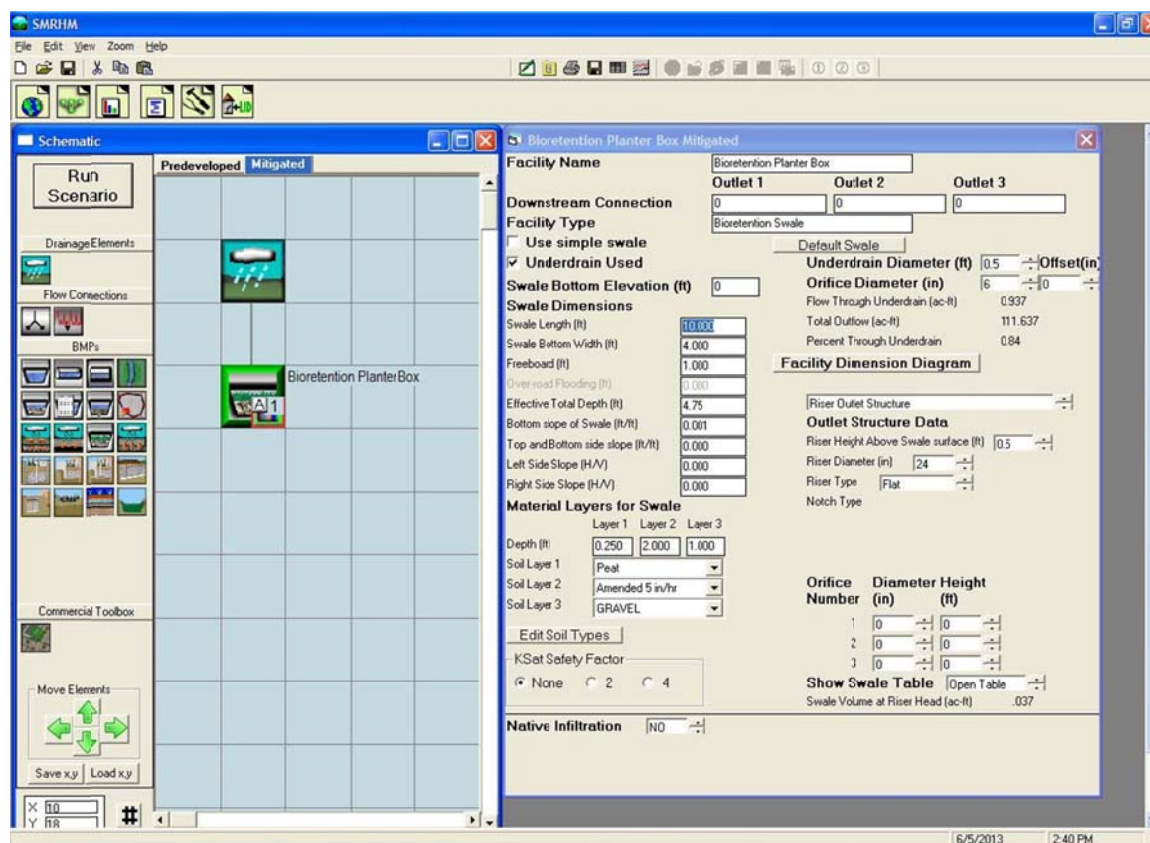 SMRHM
File Edit View Zoom Help
Schematic
Run Scenario
Predeveloped Mitigated
DrainageElements
Flow Connections
BMPs
Bioretention PlanterBox
A 1
Commercial Toolbox
Move Elements
Save x,y Load x,y
X 10
Y 18
#
Bioretention Planter Box Mitigated
Facility Name Bioretention Planter Box
Outlet 1 Outlet 2 Outlet 3
Downstream Connection 0 0 0
Facility Type Bioretention Swale
Use simple swale Default Swale
Underdrain Used Underdrain Diameter (ft) 0.5 Offset(in)
Swale Bottom Elevation (ft) 0 Orifice Diameter (in) 6 0
Swale Dimensions Flow Through Underdrain (ac-ft) 0.937
Swale Length (ft) 10.000 Total Outflow (ac-ft) 111.637
Swale Bottom Width (ft) 4.000 Percent Through Underdrain 0.84
Freeboard (ft) 1.000 Facility Dimension Diagram
Over-road Flooding (ft) 0.000
Effective Total Depth (ft) 4.75 Riser Outlet Structure
Bottom slope of Swale (ft/ft) 0.001 Outlet Structure Data
Top and Bottom side slope (ft/ft) 0.000 Riser Height Above Swale surface (ft) 0.5
Left Side Slope (H/V) 0.000 Riser Diameter (in) 24
Right Side Slope (H/V) 0.000 Riser Type Flat
Material Layers for Swale Notch Type
Layer 1 Layer 2 Layer 3
Depth (ft) 0.250 2.000 1.000
Soil Layer 1 Peat
Soil Layer 2 Amended 5 in/hr
Soil Layer 3 GRAVEL
Orifice Number Diameter (in) Height (ft)
1 0 0
2 0 0
3 0 0
Edit Soil Types
KSat Safety Factor
None 2 4
Show Swale Table Open Table
Swale Volume at Riser Head (ac-ft) .037
Native Infiltration NO
6/5/2013 2:40 PM